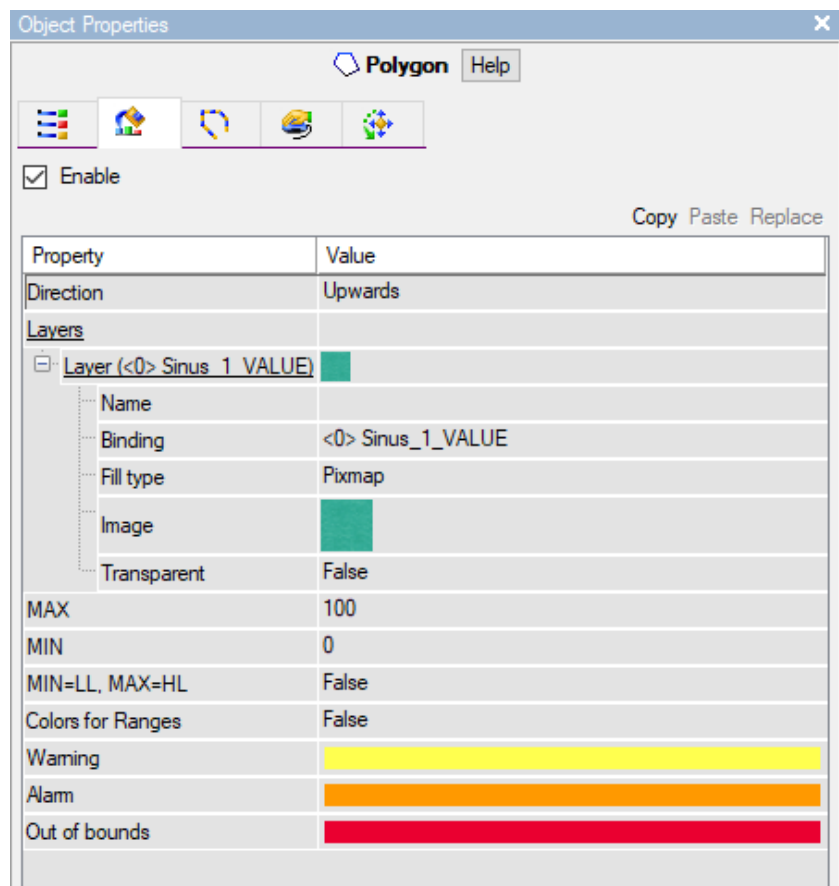 Object Properties
Polygon Help
Enable
Copy Paste Replace
Property Value
Direction Upwards
Layers
Layer (<0> Sinus_1_VALUE)
Name
Binding <0> Sinus_1_VALUE
Fill type Pixmap
Image
Transparent False
MAX 100
MIN 0
MIN=LL, MAX=HL False
Colors for Ranges False
Warning
Alarm
Out of bounds